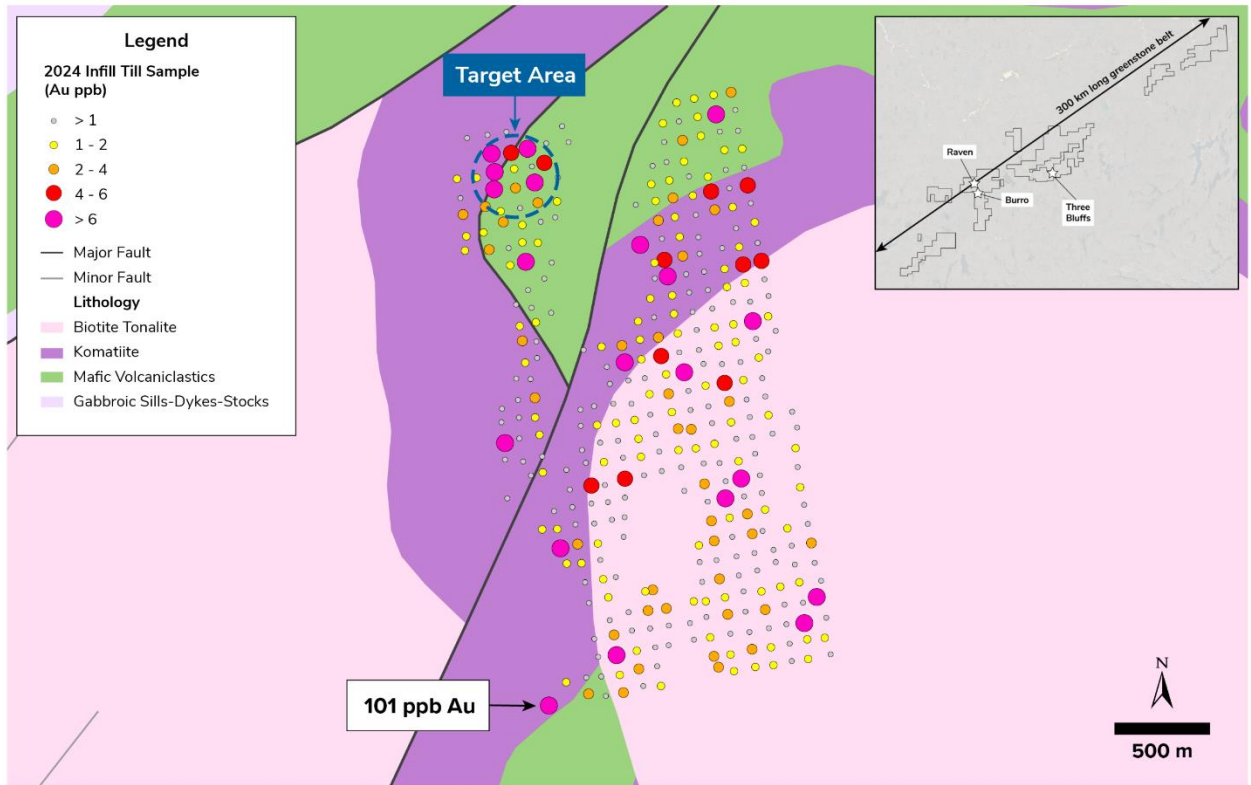 Legend
2024 Infill Till Sample
(Au ppb)
> 1
1 - 2
2 - 4
4 - 6
> 6
Major Fault
Minor Fault
Lithology
Biotite Tonalite
Komatiite
Mafic Volcaniclastics
Gabbroic Sills-Dykes-Stocks
Target Area
300 km long greenstone belt
Raven
Burro
Three
Bluffs
101 ppb Au
N
500 m